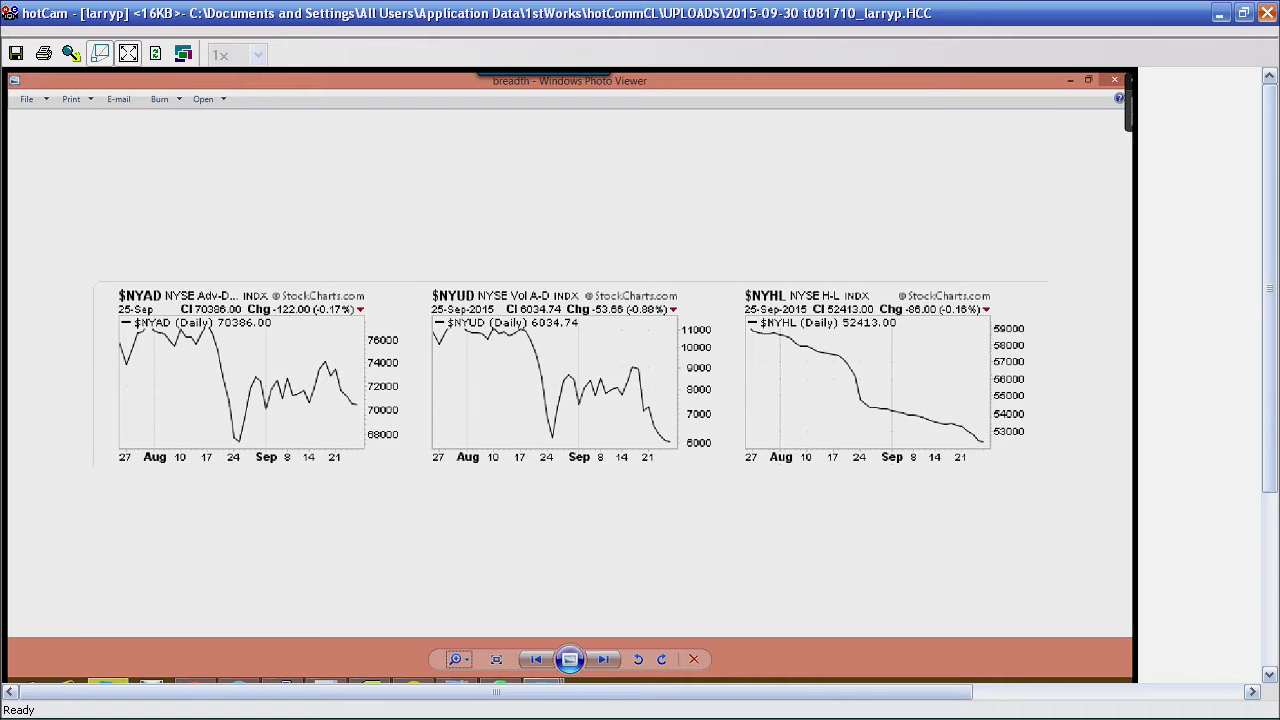 hotCam - [larryp] <16KB>- C:\Documents and Settings\All Users\Application Data\1stWorks\hotCommCL\UPLOADS\2015-09-30 t081710_larryp.HCC
1x
breadth - Windows Photo Viewer
File Print E-mail Burn Open
$NYAD NYSE Adv-D... INDX @StockCharts.com
25-Sep Cl 70386.00 Chg -122.00 (-0.17%)
$NYAD (Daily) 70386.00
76000
74000
72000
70000
68000
27 Aug 10 17 24 Sep 8 14 21
$NYUD NYSE Vol A-D INDX @StockCharts.com
25-Sep-2015 Cl 6034.74 Chg -53.66 (-0.88%)
$NYUD (Daily) 6034.74
11000
10000
9000
8000
7000
6000
27 Aug 10 17 24 Sep 8 14 21
$NYHL NYSE H-L INDX @StockCharts.com
25-Sep-2015 Cl 52413.00 Chg -86.00 (-0.16%)
$NYHL (Daily) 52413.00
59000
58000
57000
56000
55000
54000
53000
27 Aug 10 17 24 Sep 8 14 21
Ready